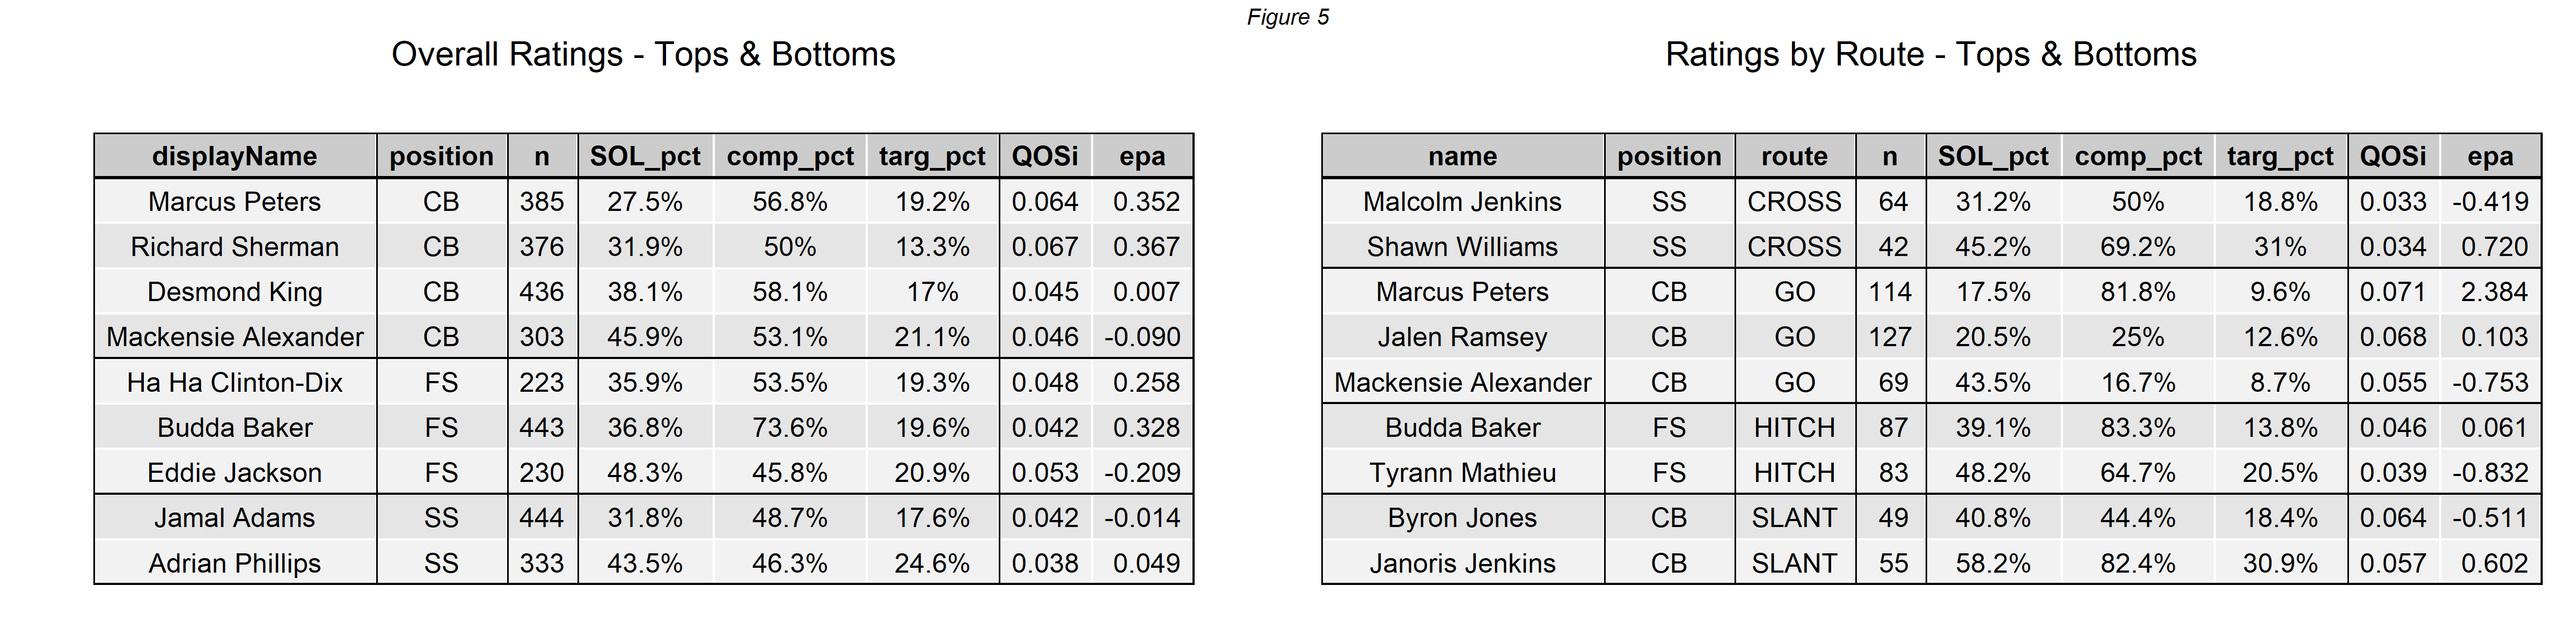 Figure 5
Overall Ratings - Tops & Bottoms
displayName position n SOL_pct comp_pct targ_pct QOSi epa
Marcus Peters CB 385 27.5% 56.8% 19.2% 0.064 0.352
Richard Sherman CB 376 31.9% 50% 13.3% 0.067 0.367
Desmond King CB 436 38.1% 58.1% 17% 0.045 0.007
Mackensie Alexander CB 303 45.9% 53.1% 21.1% 0.046 -0.090
Ha Ha Clinton-Dix FS 223 35.9% 53.5% 19.3% 0.048 0.258
Budda Baker FS 443 36.8% 73.6% 19.6% 0.042 0.328
Eddie Jackson FS 230 48.3% 45.8% 20.9% 0.053 -0.209
Jamal Adams SS 444 31.8% 48.7% 17.6% 0.042 -0.014
Adrian Phillips SS 333 43.5% 46.3% 24.6% 0.038 0.049
Ratings by Route - Tops & Bottoms
name position route n SOL_pct comp_pct targ_pct QOSi epa
Malcolm Jenkins SS CROSS 64 31.2% 50% 18.8% 0.033 -0.419
Shawn Williams SS CROSS 42 45.2% 69.2% 31% 0.034 0.720
Marcus Peters CB GO 114 17.5% 81.8% 9.6% 0.071 2.384
Jalen Ramsey CB GO 127 20.5% 25% 12.6% 0.068 0.103
Mackensie Alexander CB GO 69 43.5% 16.7% 8.7% 0.055 -0.753
Budda Baker FS HITCH 87 39.1% 83.3% 13.8% 0.046 0.061
Tyrann Mathieu FS HITCH 83 48.2% 64.7% 20.5% 0.039 -0.832
Byron Jones CB SLANT 49 40.8% 44.4% 18.4% 0.064 -0.511
Janoris Jenkins CB SLANT 55 58.2% 82.4% 30.9% 0.057 0.602